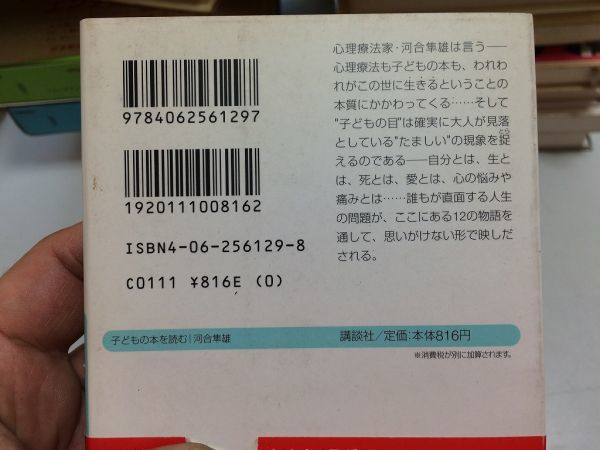 心理療法家・河合隼雄は言う──
心理療法も子どもの本も、われわ
れがこの世に生きるということの
本質にかかわってくる……そして
"子どもの目"は確実に大人が見落
としている"たましい"の現象を捉
えるのである──自分とは、生と
は、死とは、愛とは、心の悩みや
痛みとは……誰もが直面する人生
の問題が、ここにある12の物語を
通して、思いがけない形で映しだ
される。
9784062561297
1920111008162
ISBN4-06-256129-8
C0111 ¥816E (0)
子どもの本を読む|河合隼雄
講談社/定価:本体816円
※消費税が別に加算されます。